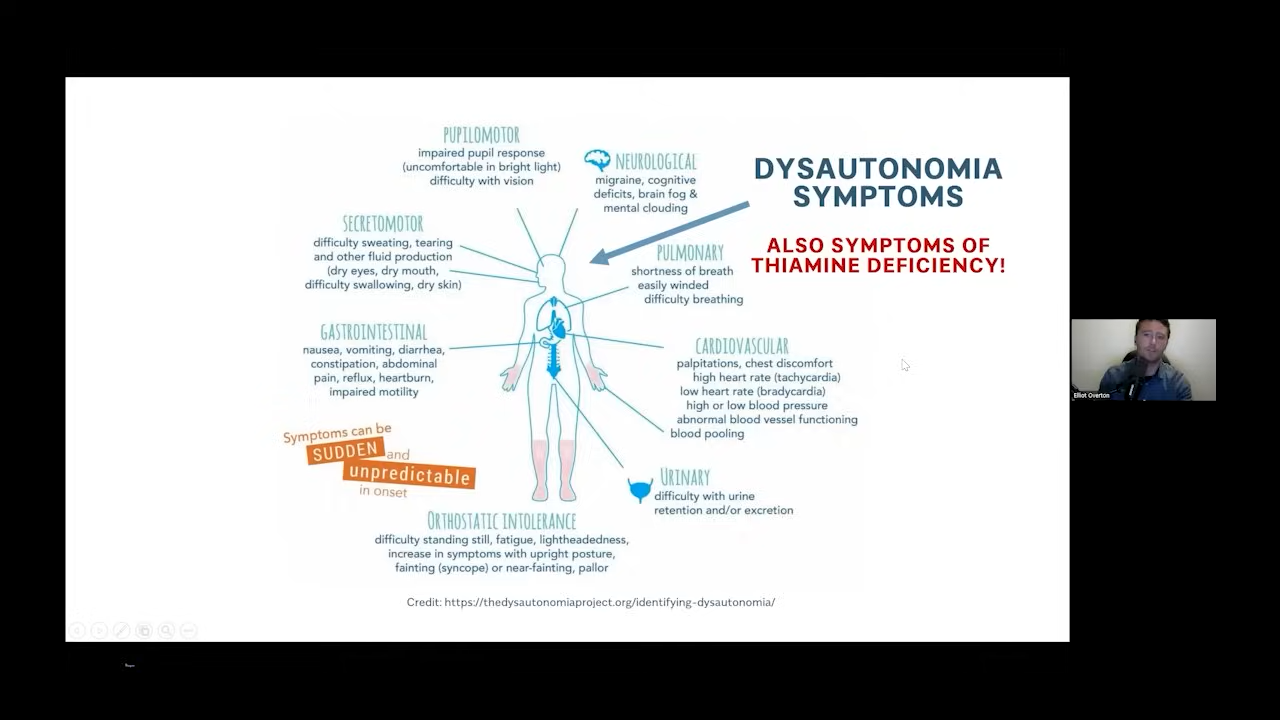 PUPILOMOTOR
impaired pupil response
(uncomfortable in bright light)
difficulty with vision
NEUROLOGICAL
migraine, cognitive
deficits, brain fog &
mental clouding
DYSAUTONOMIA
SYMPTOMS
ALSO SYMPTOMS OF
THIAMINE DEFICIENCY!
SECRETOMOTOR
difficulty sweating, tearing
and other fluid production
(dry eyes, dry mouth,
difficulty swallowing, dry skin)
PULMONARY
shortness of breath
easily winded
difficulty breathing
GASTROINTESTINAL
nausea, vomiting, diarrhea,
constipation, abdominal
pain, reflux, heartburn,
impaired motility
CARDIOVASCULAR
palpitations, chest discomfort
high heart rate (tachycardia)
low heart rate (bradycardia)
high or low blood pressure
abnormal blood vessel functioning
blood pooling
Elliot Overton
Symptoms can be
SUDDEN and
unpredictable
in onset
URINARY
difficulty with urine
retention and/or excretion
ORTHOSTATIC INTOLERANCE
difficulty standing still, fatigue, lightheadedness,
increase in symptoms with upright posture,
fainting (syncope) or near-fainting, pallor
Credit: https://thedysautonomiaproject.org/identifying-dysautonomia/